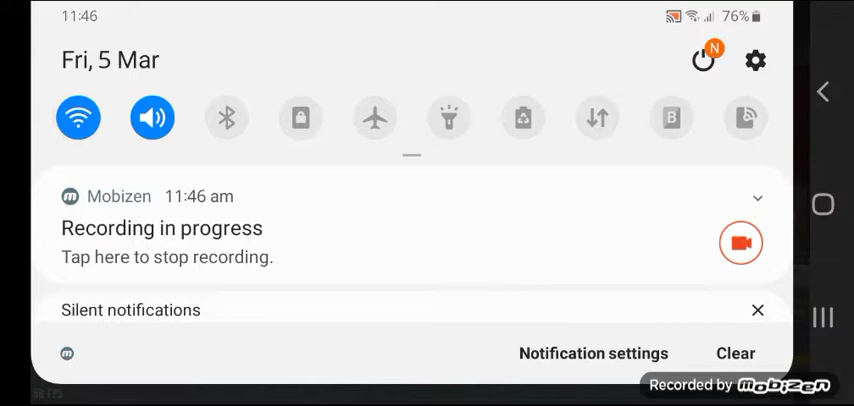 11:46
76%
Fri, 5 Mar
N
B
m Mobizen 11:46 am
Recording in progress
Tap here to stop recording.
Silent notifications
m
Notification settings
Clear
Recorded by mobizen